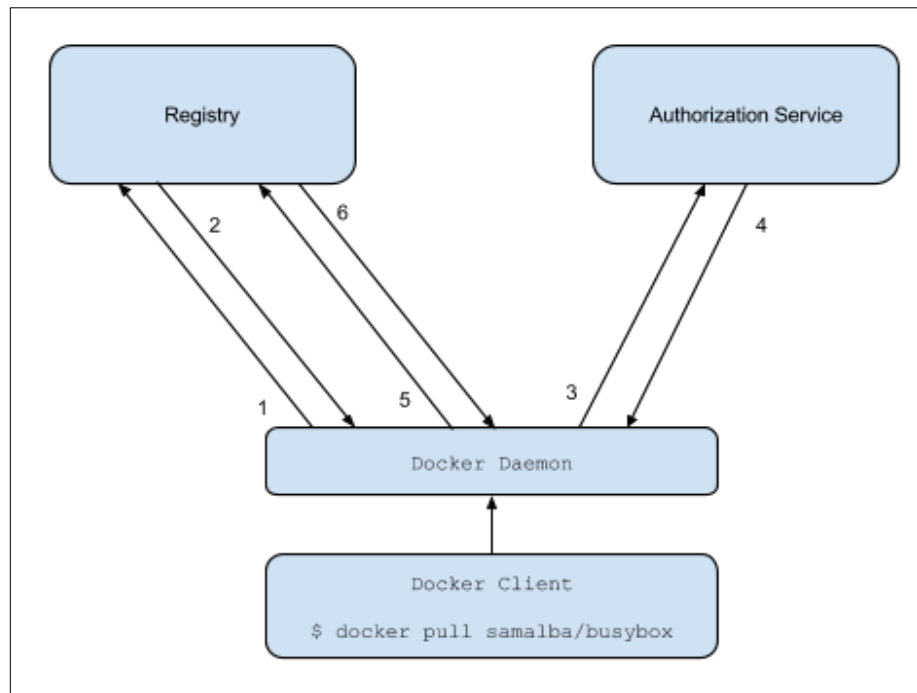 Registry
Authorization Service
2
6
4
1
5
3
Docker Daemon
Docker Client
$ docker pull samalba/busybox